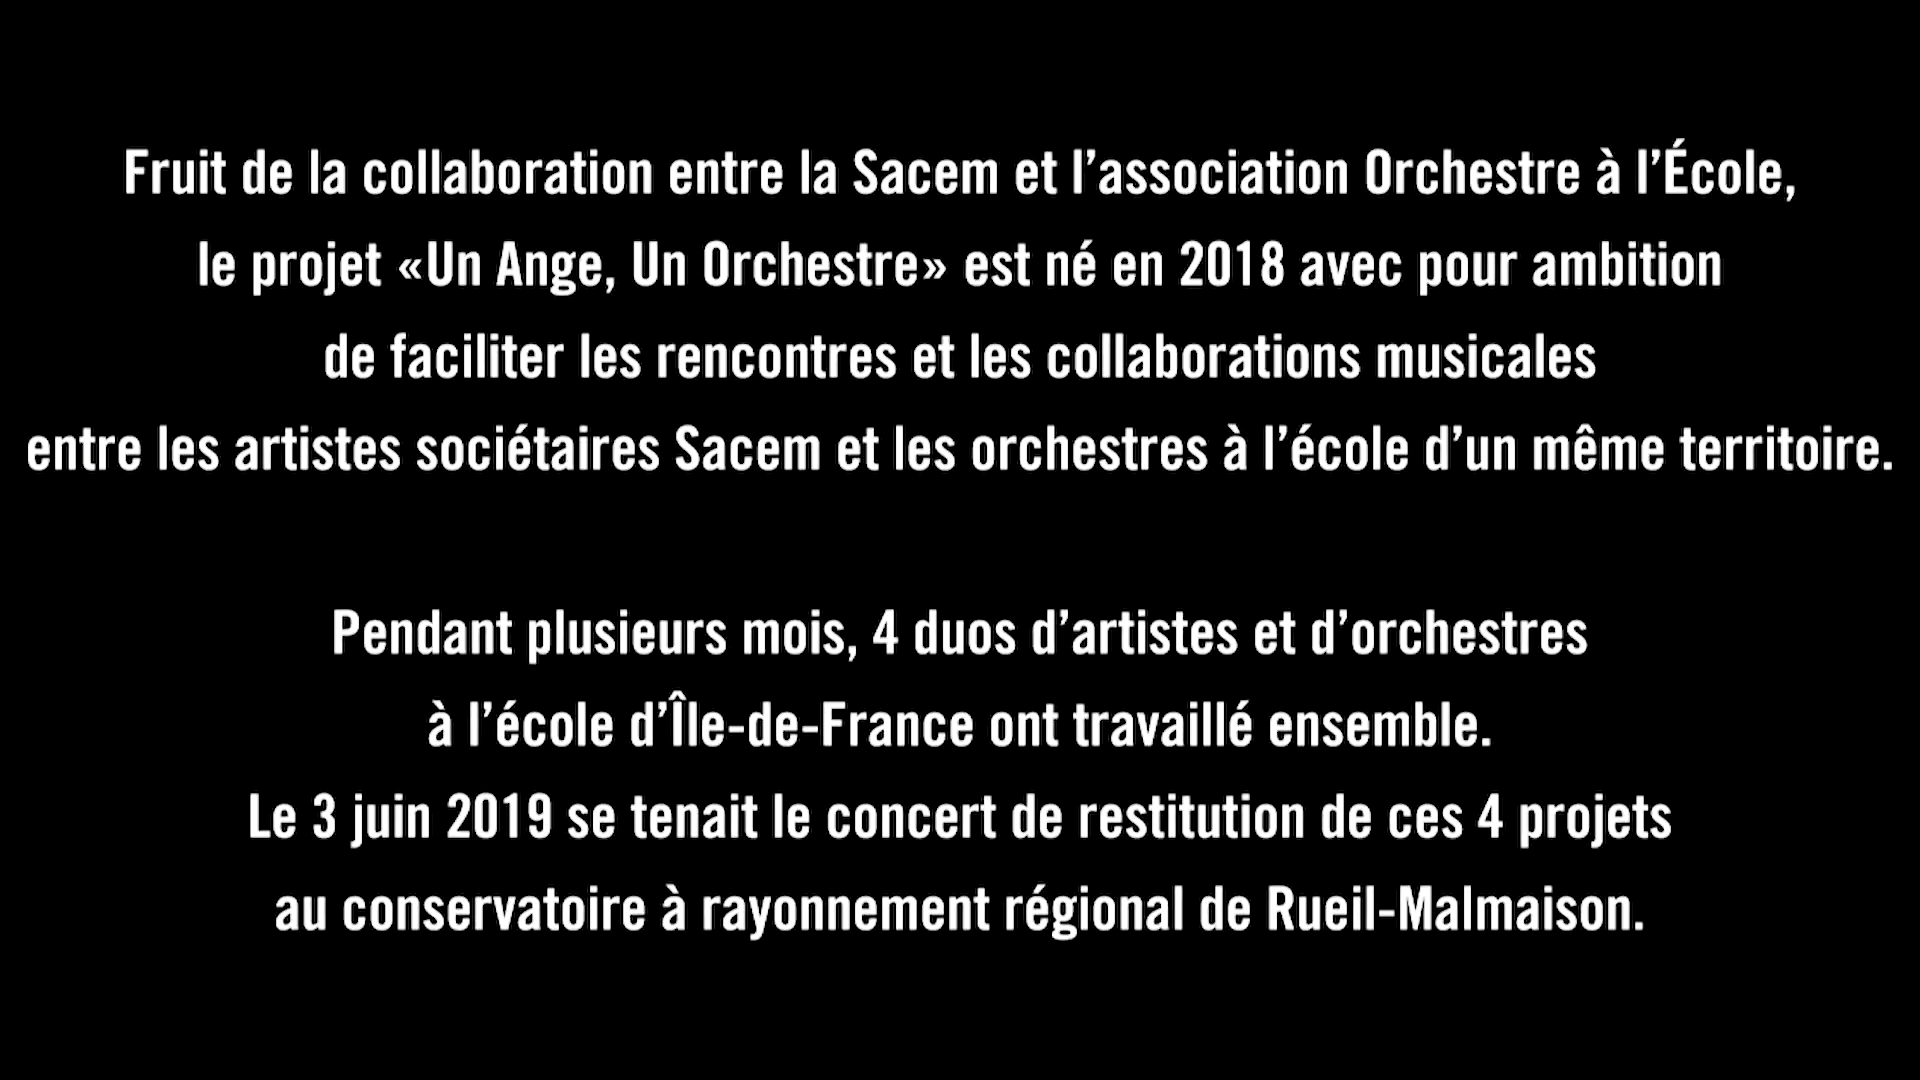 Fruit de la collaboration entre la Sacem et l’association Orchestre à l’École,
le projet «Un Ange, Un Orchestre» est né en 2018 avec pour ambition
de faciliter les rencontres et les collaborations musicales
entre les artistes sociétaires Sacem et les orchestres à l’école d’un même territoire.
Pendant plusieurs mois, 4 duos d’artistes et d’orchestres
à l’école d’Île-de-France ont travaillé ensemble.
Le 3 juin 2019 se tenait le concert de restitution de ces 4 projets
au conservatoire à rayonnement régional de Rueil-Malmaison.